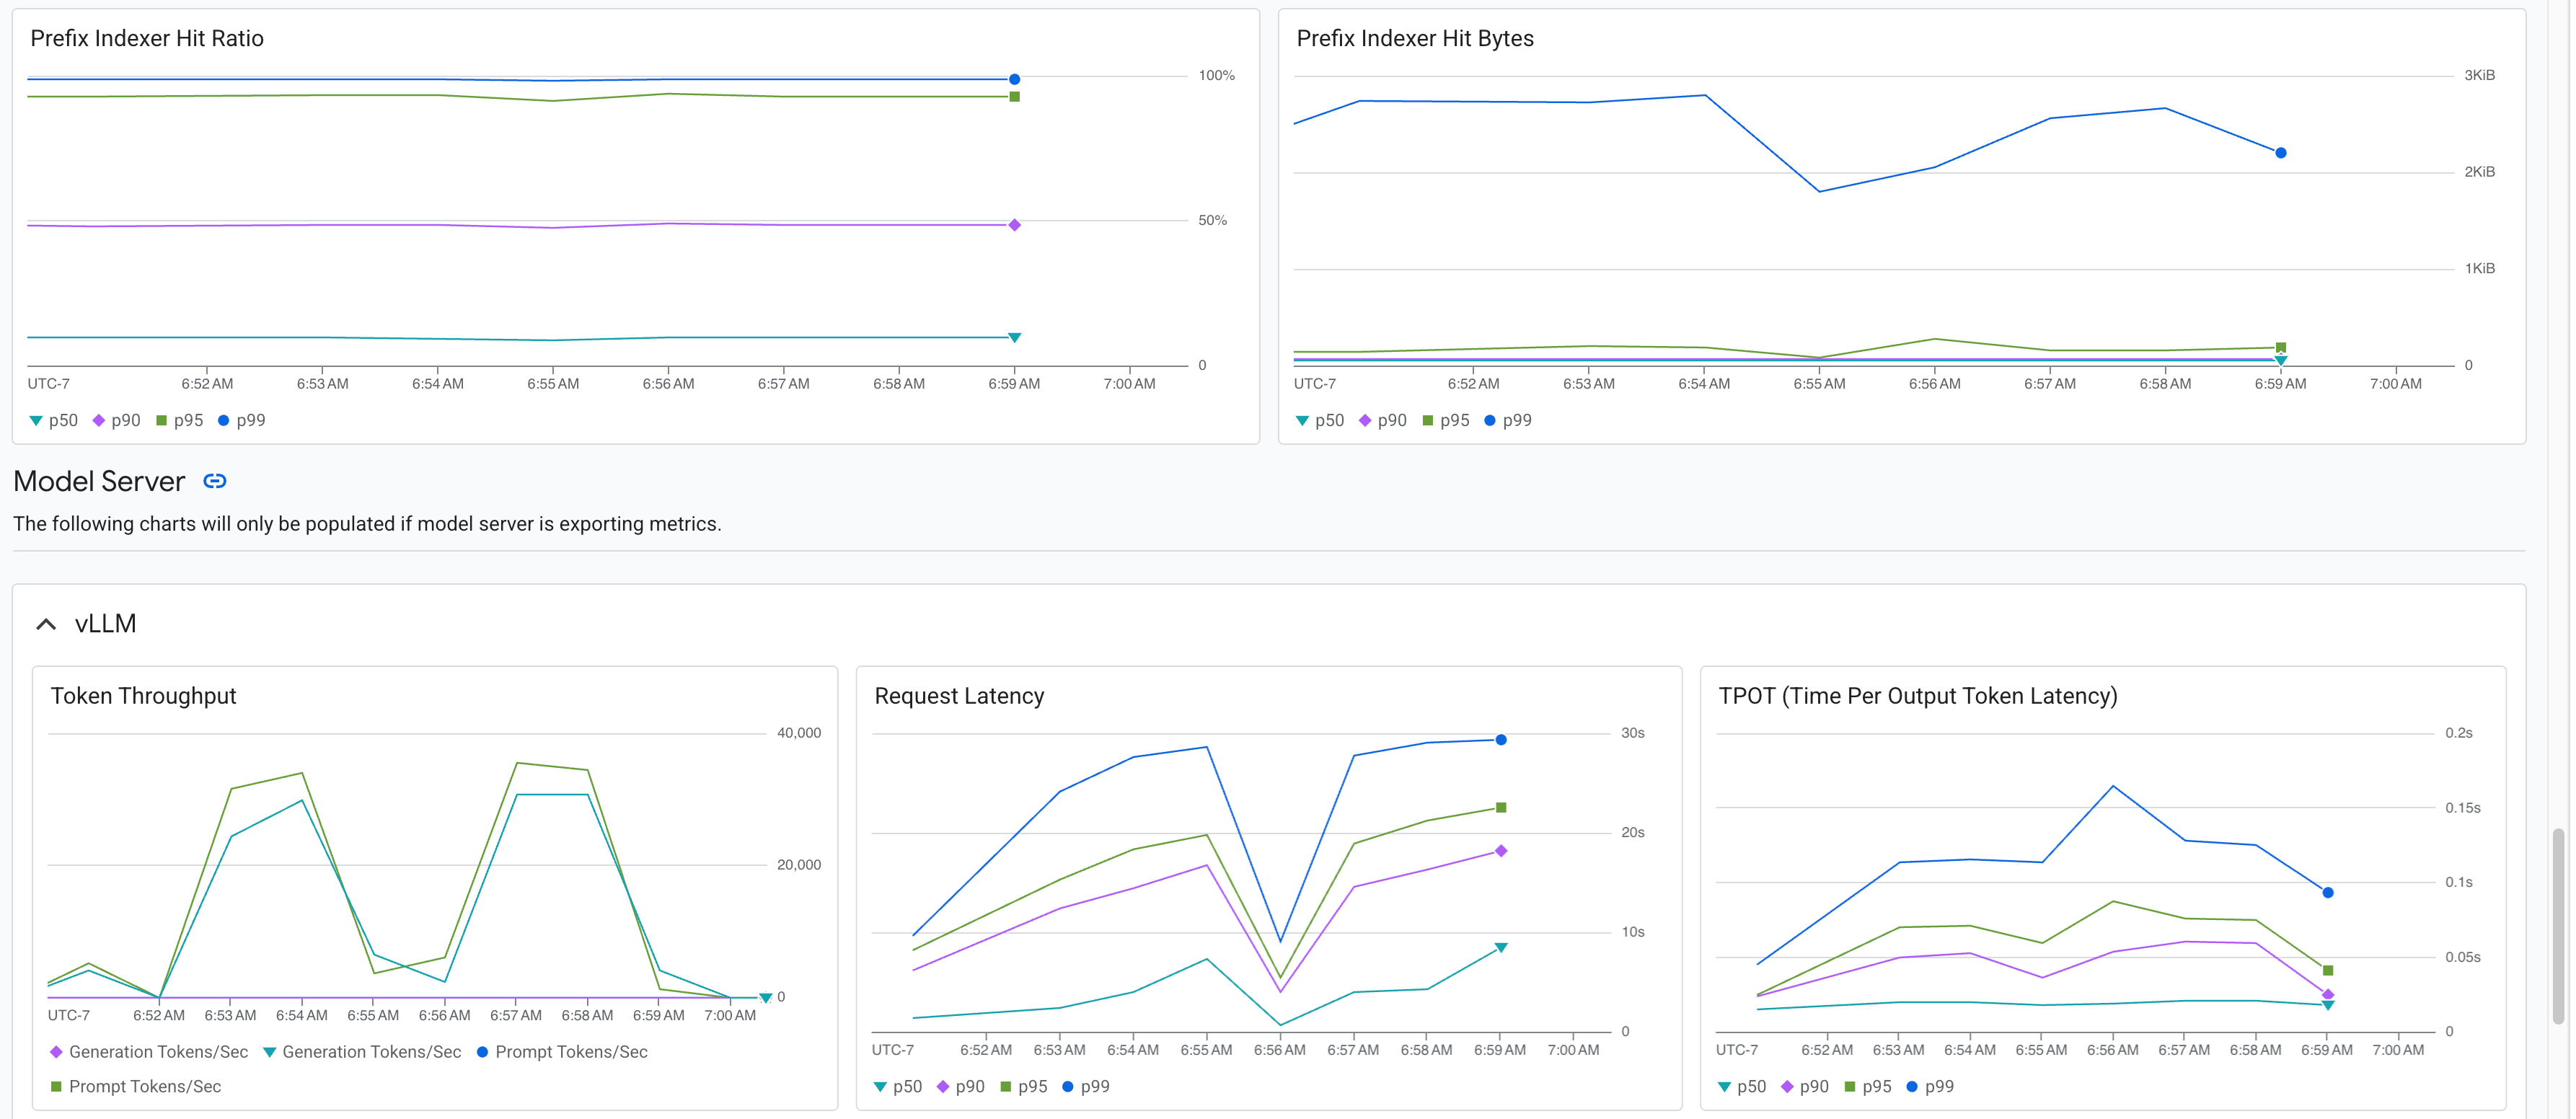 Prefix Indexer Hit Ratio
100%
50%
0
UTC-7 6:52 AM 6:53 AM 6:54 AM 6:55 AM 6:56 AM 6:57 AM 6:58 AM 6:59 AM 7:00 AM
p50 p90 p95 p99
Prefix Indexer Hit Bytes
3KiB
2KiB
1KiB
0
UTC-7 6:52 AM 6:53 AM 6:54 AM 6:55 AM 6:56 AM 6:57 AM 6:58 AM 6:59 AM 7:00 AM
p50 p90 p95 p99
Model Server
The following charts will only be populated if model server is exporting metrics.
vLLM
Token Throughput
40,000
20,000
0
UTC-7 6:52 AM 6:53 AM 6:54 AM 6:55 AM 6:56 AM 6:57 AM 6:58 AM 6:59 AM 7:00 AM
Generation Tokens/Sec Generation Tokens/Sec Prompt Tokens/Sec
Prompt Tokens/Sec
Request Latency
30s
20s
10s
0
UTC-7 6:52 AM 6:53 AM 6:54 AM 6:55 AM 6:56 AM 6:57 AM 6:58 AM 6:59 AM 7:00 AM
p50 p90 p95 p99
TPOT (Time Per Output Token Latency)
0.2s
0.15s
0.1s
0.05s
0
UTC-7 6:52 AM 6:53 AM 6:54 AM 6:55 AM 6:56 AM 6:57 AM 6:58 AM 6:59 AM 7:00 AM
p50 p90 p95 p99